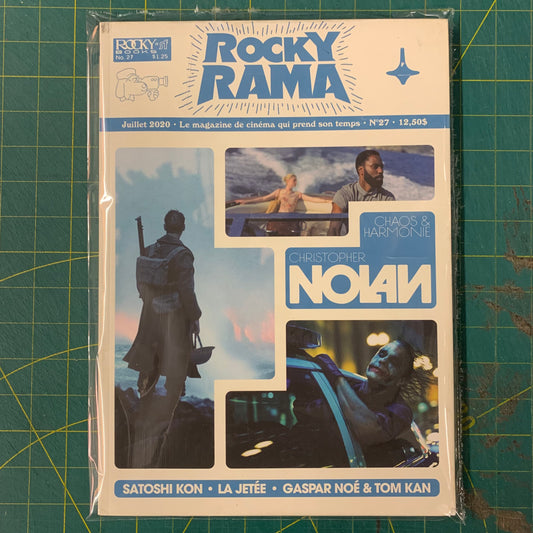 ROCKY
BOOKS
No. 27 $1.25
ROCKY
RAMA
Juillet 2020 • Le magazine de cinéma qui prend son temps • N°27 • 12,50$
CHAOS &
HARMONIE
CHRISTOPHER
NOLAN
SATOSHI KON • LA JETÉE • GASPAR NOÉ & TOM KAN